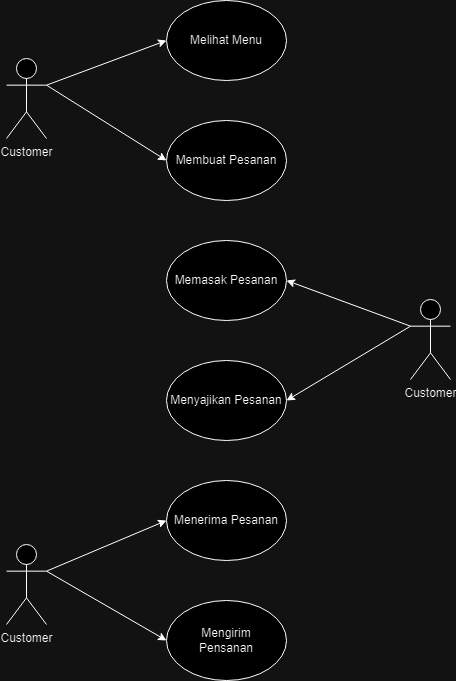 Melihat Menu
Customer
Membuat Pesanan
Memasak Pesanan
Customer
Menyajikan Pesanan
Menerima Pesanan
Customer
Mengirim
Pensanan